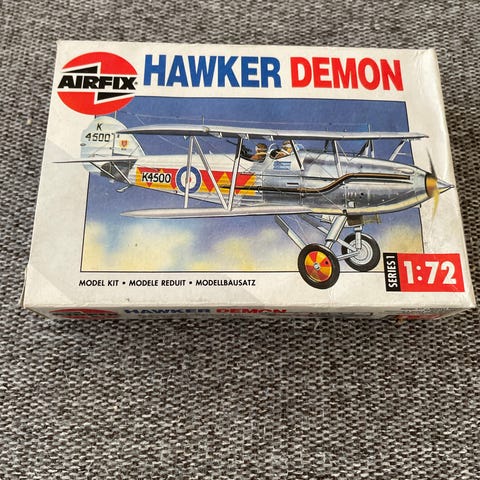 AIRFIX
HAWKER DEMON
K
4500
K4500
MODEL KIT • MODELE REDUIT • MODELLBAUSATZ
SERIES 1
1:72
HAWKER DEMON